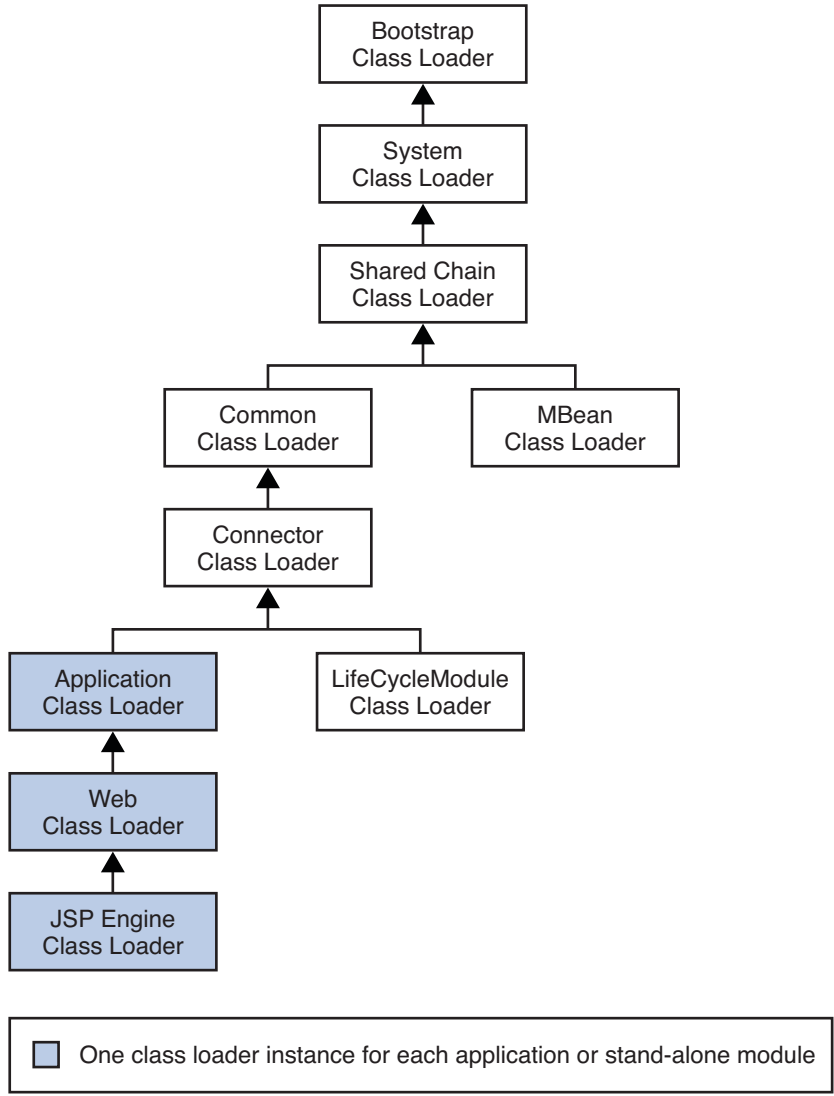 Bootstrap
Class Loader
System
Class Loader
Shared Chain
Class Loader
Common
Class Loader
MBean
Class Loader
Connector
Class Loader
Application
Class Loader
LifeCycleModule
Class Loader
Web
Class Loader
JSP Engine
Class Loader
One class loader instance for each application or stand-alone module